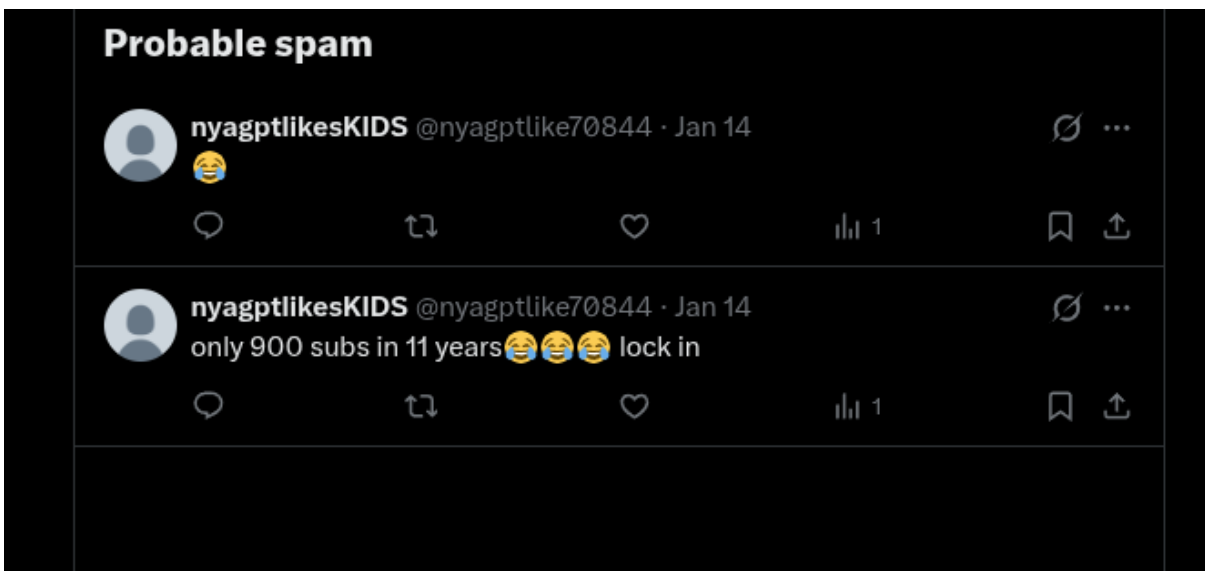 Probable spam
nyagptlikesKIDS @nyagptlike70844 · Jan 14
😂
1
nyagptlikesKIDS @nyagptlike70844 · Jan 14
only 900 subs in 11 years😂😂😂 lock in
1